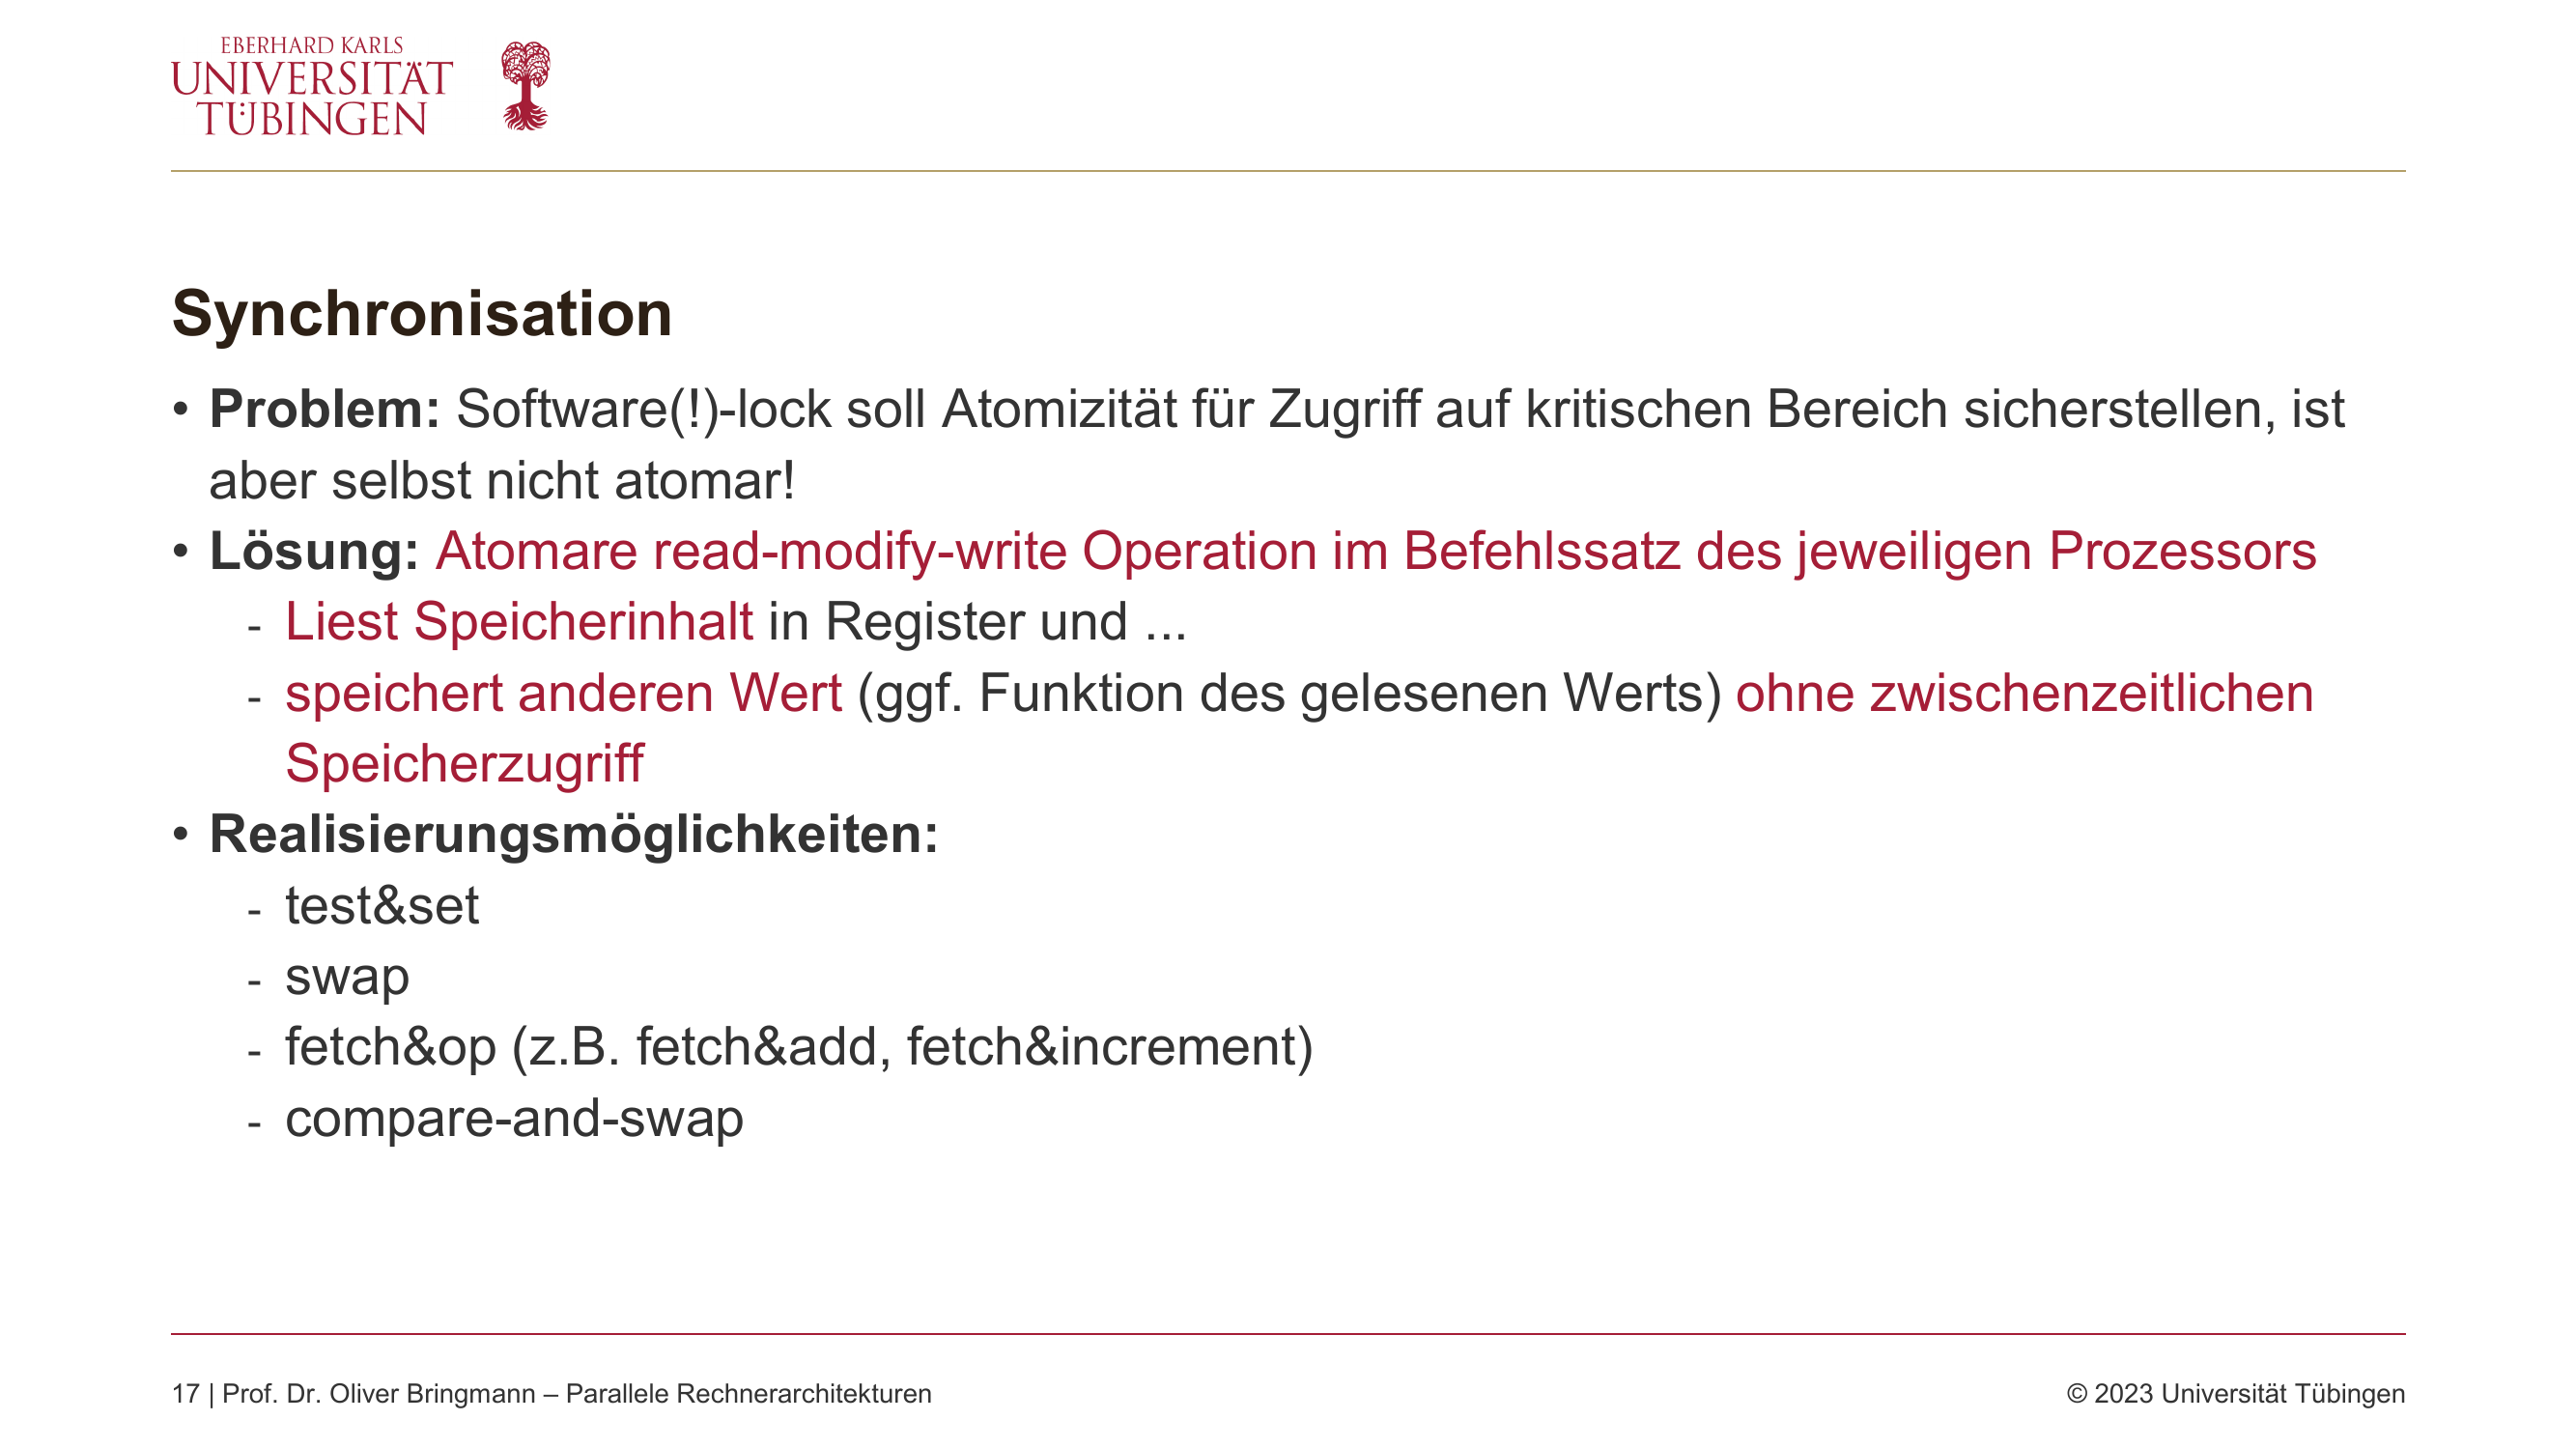 EBERHARD KARLS
UNIVERSITÄT
TÜBINGEN
Synchronisation
• Problem: Software(!)-lock soll Atomizität für Zugriff auf kritischen Bereich sicherstellen, ist
aber selbst nicht atomar!
• Lösung: Atomare read-modify-write Operation im Befehlssatz des jeweiligen Prozessors
- Liest Speicherinhalt in Register und ...
- speichert anderen Wert (ggf. Funktion des gelesenen Werts) ohne zwischenzeitlichen
Speicherzugriff
• Realisierungsmöglichkeiten:
- test&set
- swap
- fetch&op (z.B. fetch&add, fetch&increment)
- compare-and-swap
17 | Prof. Dr. Oliver Bringmann – Parallele Rechnerarchitekturen
© 2023 Universität Tübingen